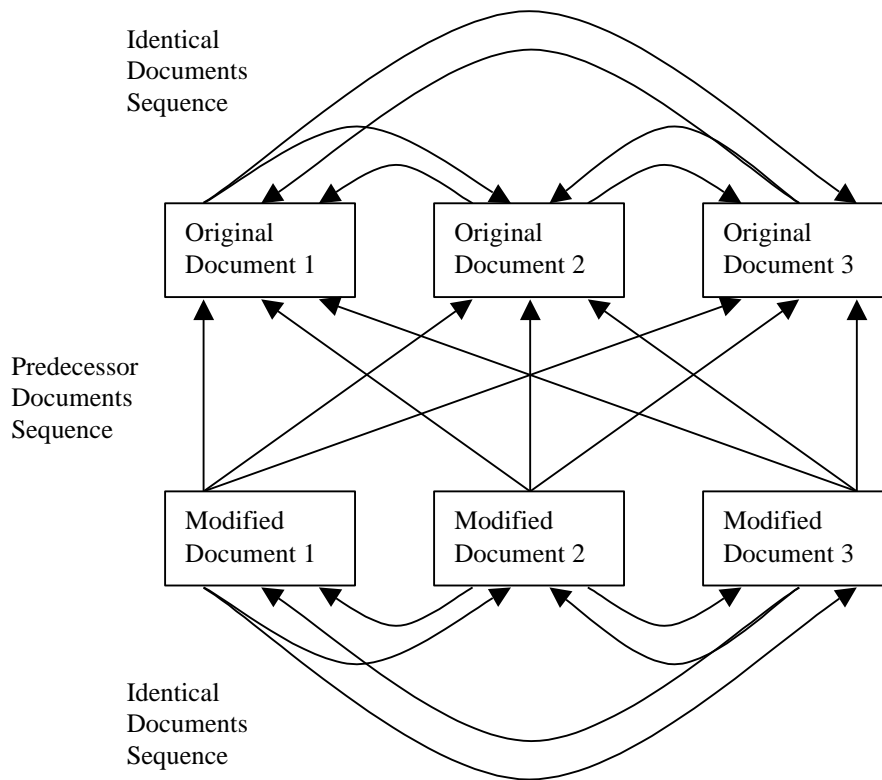 Identical
Documents
Sequence
Original
Document 1
Original
Document 2
Original
Document 3
Predecessor
Documents
Sequence
Modified
Document 1
Modified
Document 2
Modified
Document 3
Identical
Documents
Sequence